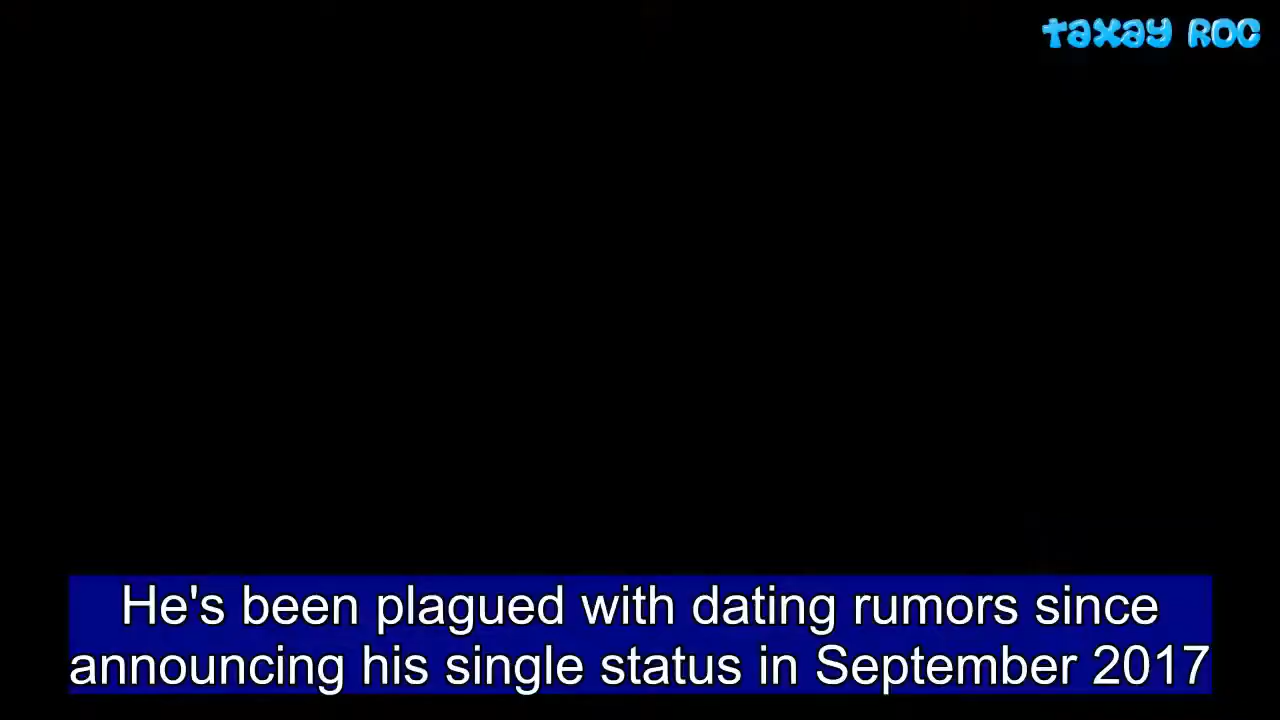 TaXaY ROC
He's been plagued with dating rumors since
announcing his single status in September 2017